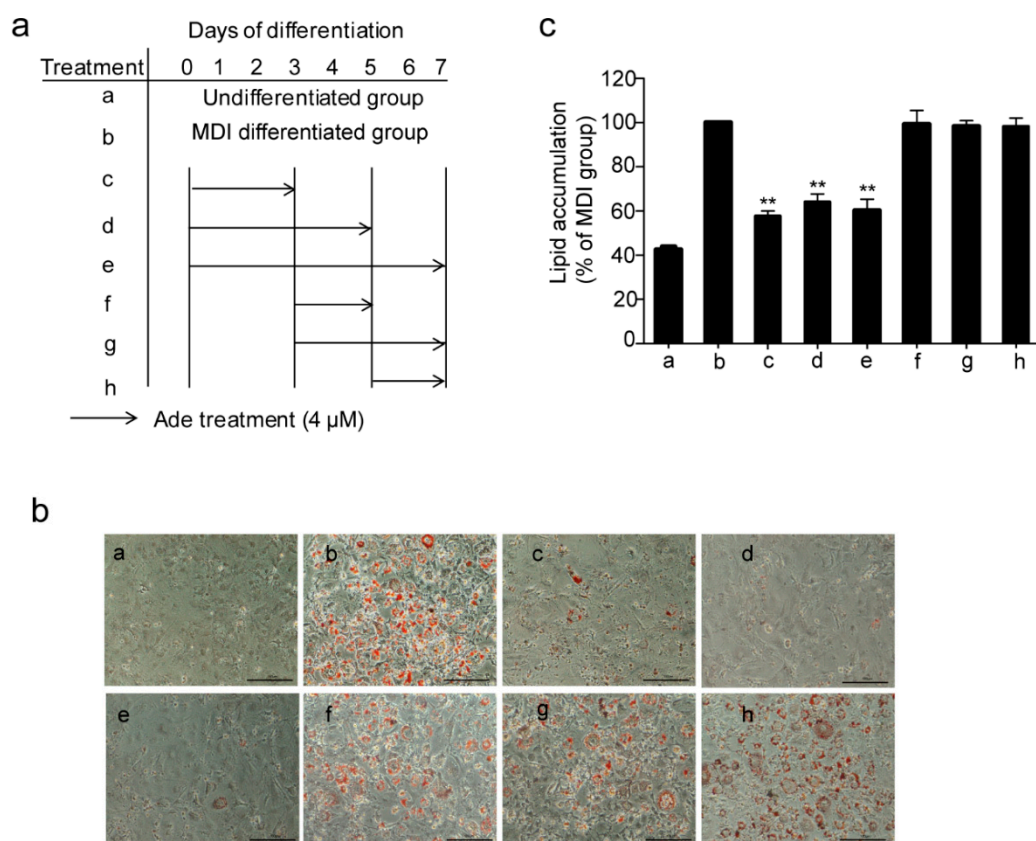 a
Days of differentiation
Treatment 0 1 2 3 4 5 6 7
a Undifferentiated group
b MDI differentiated group
c
d
e
f
g
h
Ade treatment (4 µM)
c
Lipid accumulation
(% of MDI group)
120
100
80
60
40
20
0
** ** **
a b c d e f g h
b
a b c d
e f g h